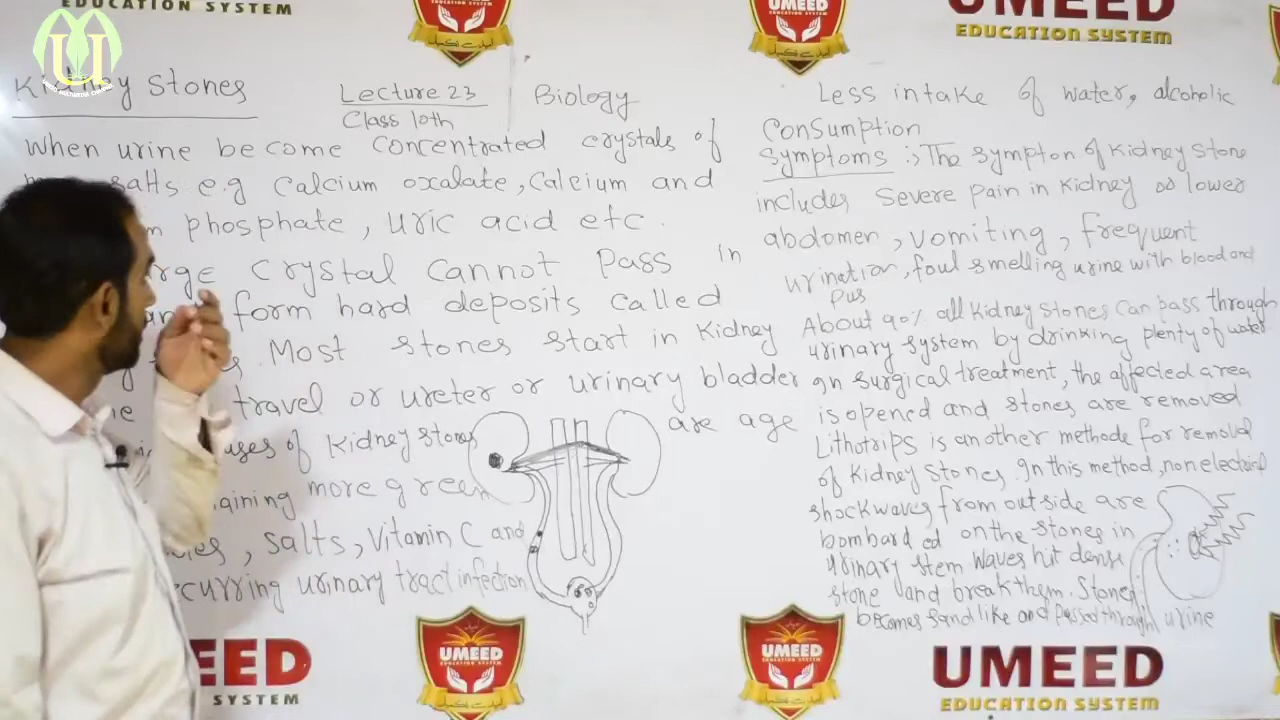 EDUCATION SYSTEM
UMEED
EDUCATION SYSTEM
Kidney Stones
Lecture 23
Class 10th
Biology
When urine become concentrated crystals of
salts e.g Calcium oxalate, Calcium and
phosphate, uric acid etc.
crystal cannot pass in
form hard deposits called
Most stones start in Kidney
travel or ureter or urinary bladder
of Kidney stones
are age
more green
, salts, Vitamin C and
urinary tract infection
Less intake of water, alcoholic
Consumption
Symptoms :- The sympton of Kidney Stone
includes severe pain in kidney or lower
abdomen, vomiting, frequent
urination, foul smelling urine with blood and
pus
About 90% all Kidney stones can pass through
urinary system by drinking plenty of water
In surgical treatment, the affected area
is opened and stones are removed
Lithotrips is another methode for removal
of Kidney Stones. In this method, non electrical
shockwaves from outside are
bombard ed on the stones in
urinary stem waves hit dense
stone and break them. Stones
becomes sand like and passed through urine
UMEED
EDUCATION SYSTEM
UMEED
EDUCATION SYSTEM
EED
SYSTEM
UMEED
EDUCATION SYSTEM